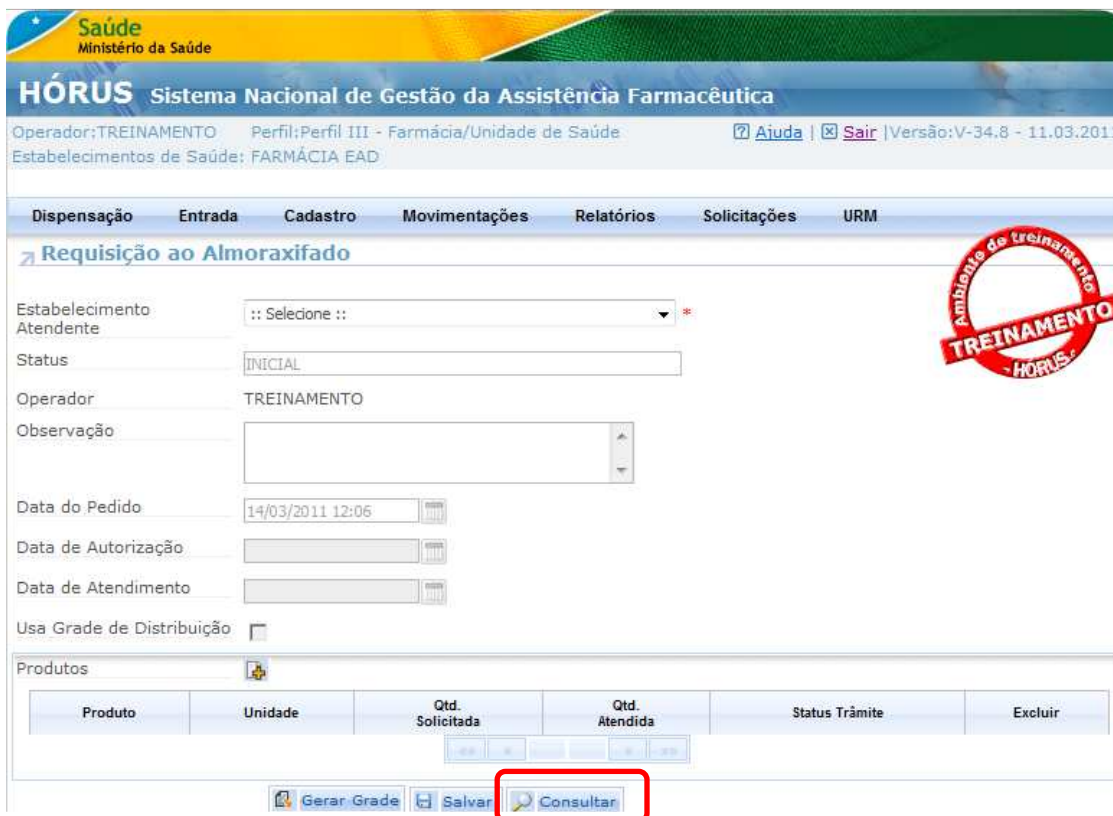 Saúde
Ministério da Saúde
HÓRUS Sistema Nacional de Gestão da Assistência Farmacêutica
Operador:TREINAMENTO Perfil:Perfil III - Farmácia/Unidade de Saúde Ajuda | Sair |Versão:V-34.8 - 11.03.2011
Estabelecimentos de Saúde: FARMÁCIA EAD
Dispensação Entrada Cadastro Movimentações Relatórios Solicitações URM
Requisição ao Almoraxifado
Ambiente de treinamento
TREINAMENTO
- HÓRUS -
Estabelecimento
Atendente
:: Selecione :: *
Status INICIAL
Operador TREINAMENTO
Observação
Data do Pedido 14/03/2011 12:06
Data de Autorização
Data de Atendimento
Usa Grade de Distribuição
Produtos
Produto Unidade Qtd. Solicitada Qtd. Atendida Status Trâmite Excluir
Gerar Grade Salvar Consultar